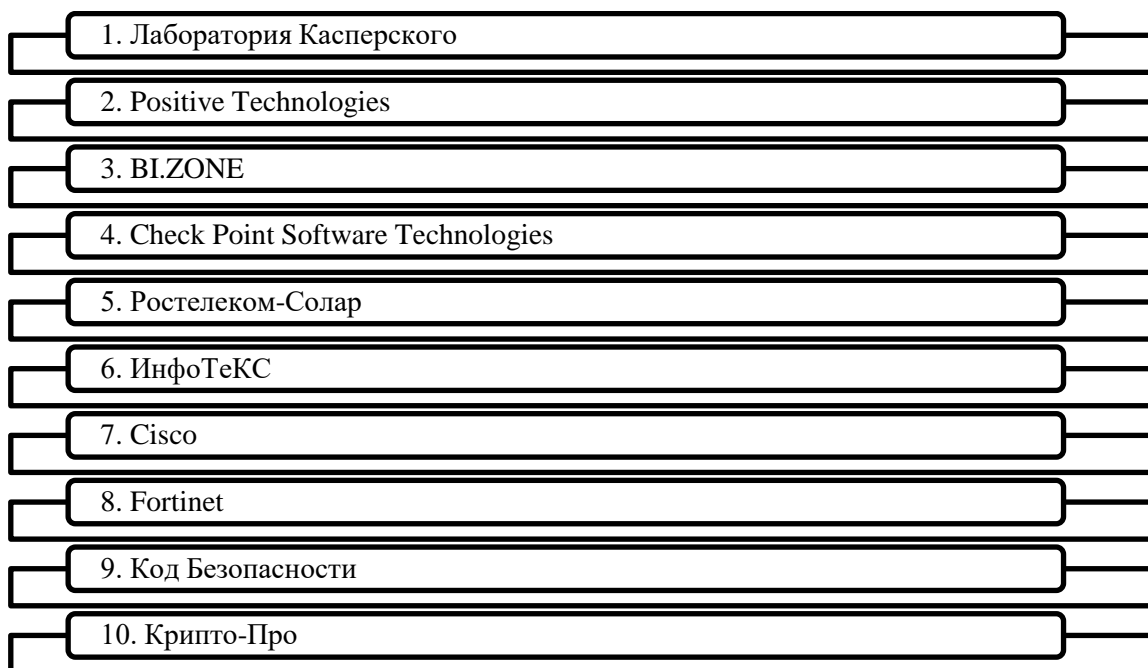 1. Лаборатория Касперского
2. Positive Technologies
3. BI.ZONE
4. Check Point Software Technologies
5. Ростелеком-Солар
6. ИнфоТеКС
7. Cisco
8. Fortinet
9. Код Безопасности
10. Крипто-Про